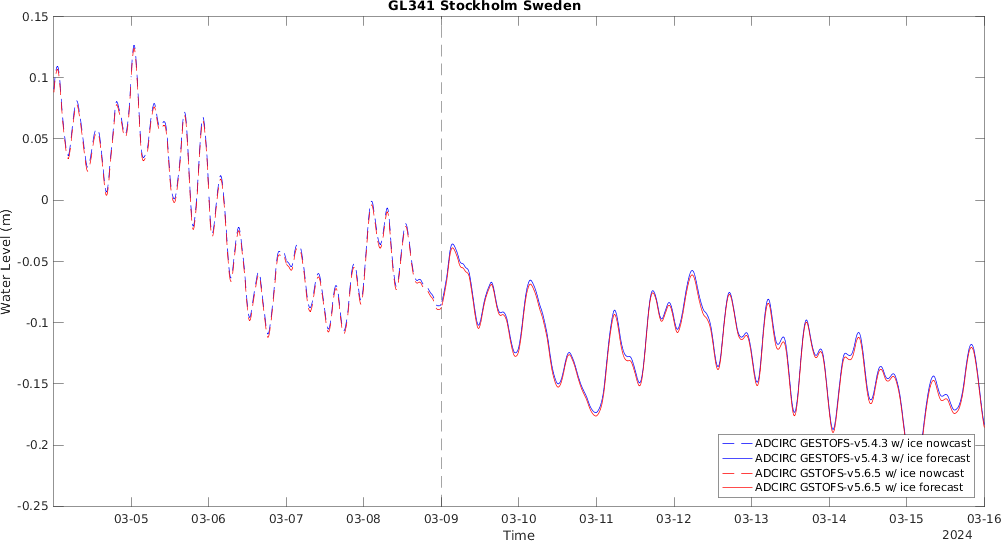 GL341 Stockholm Sweden
0.15
0.1
0.05
0
-0.05
-0.1
-0.15
-0.2
-0.25
Water Level (m)
ADCIRC GESTOFS-v5.4.3 w/ ice nowcast
ADCIRC GESTOFS-v5.4.3 w/ ice forecast
ADCIRC GSTOFS-v5.6.5 w/ ice nowcast
ADCIRC GSTOFS-v5.6.5 w/ ice forecast
03-05 03-06 03-07 03-08 03-09 03-10 03-11 03-12 03-13 03-14 03-15 03-16
Time
2024